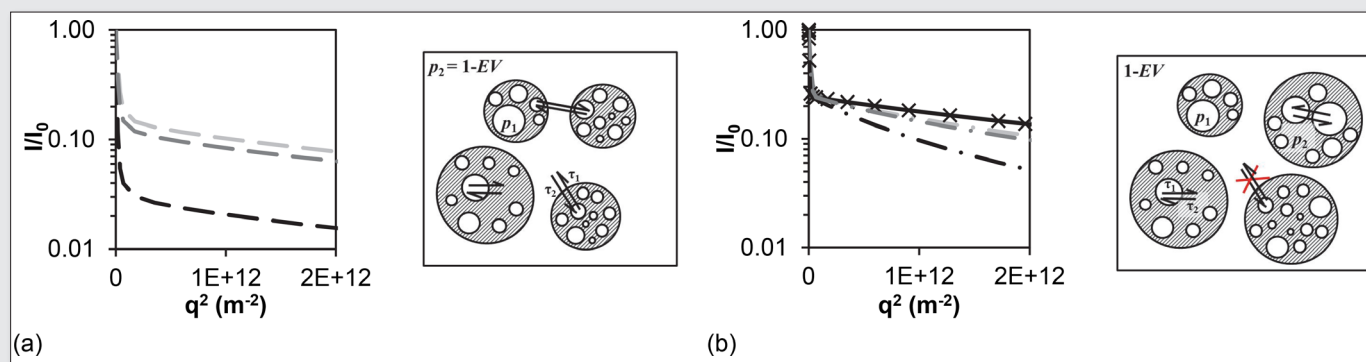 1.00
0.10
0.01
I/I0
0
1E+12
2E+12
q2 (m-2)
(a)
p2 = 1-EV
p1
τ1
τ2
1.00
0.10
0.01
I/I0
0
1E+12
2E+12
q2 (m-2)
(b)
1-EV
p2
τ1
τ2